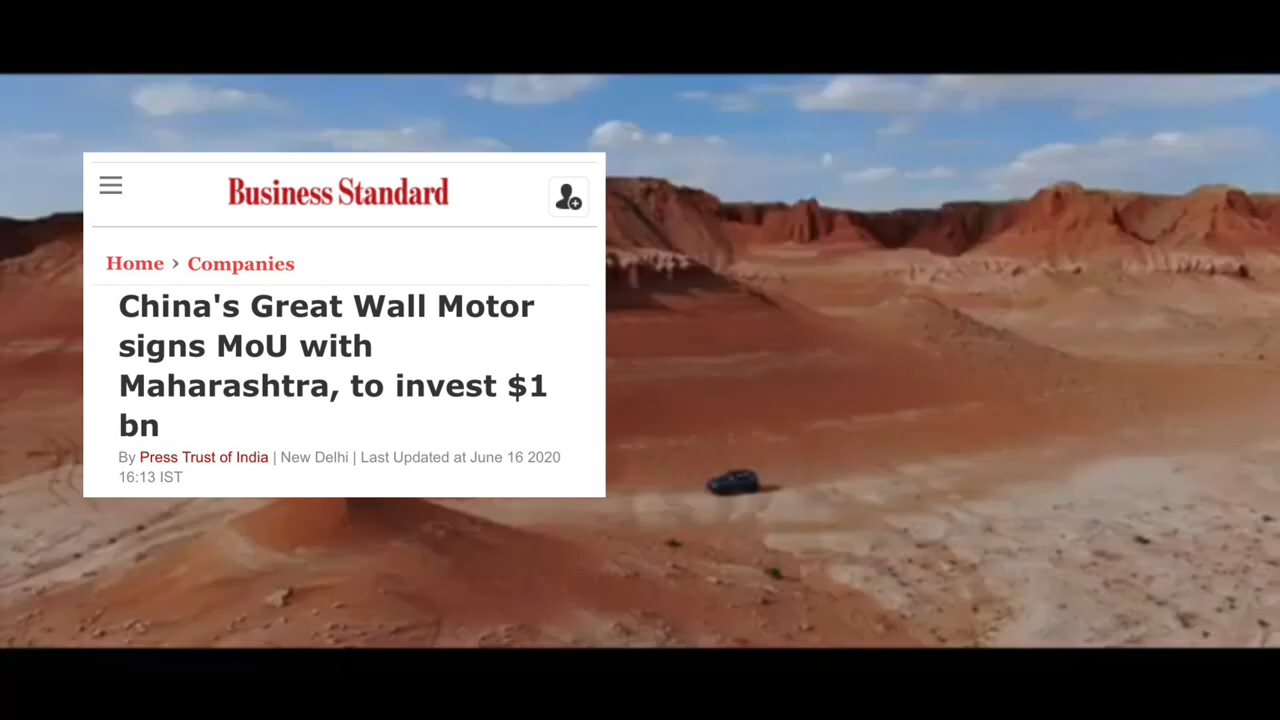 Business Standard
Home > Companies
China's Great Wall Motor
signs MoU with
Maharashtra, to invest $1
bn
By Press Trust of India | New Delhi | Last Updated at June 16 2020
16:13 IST